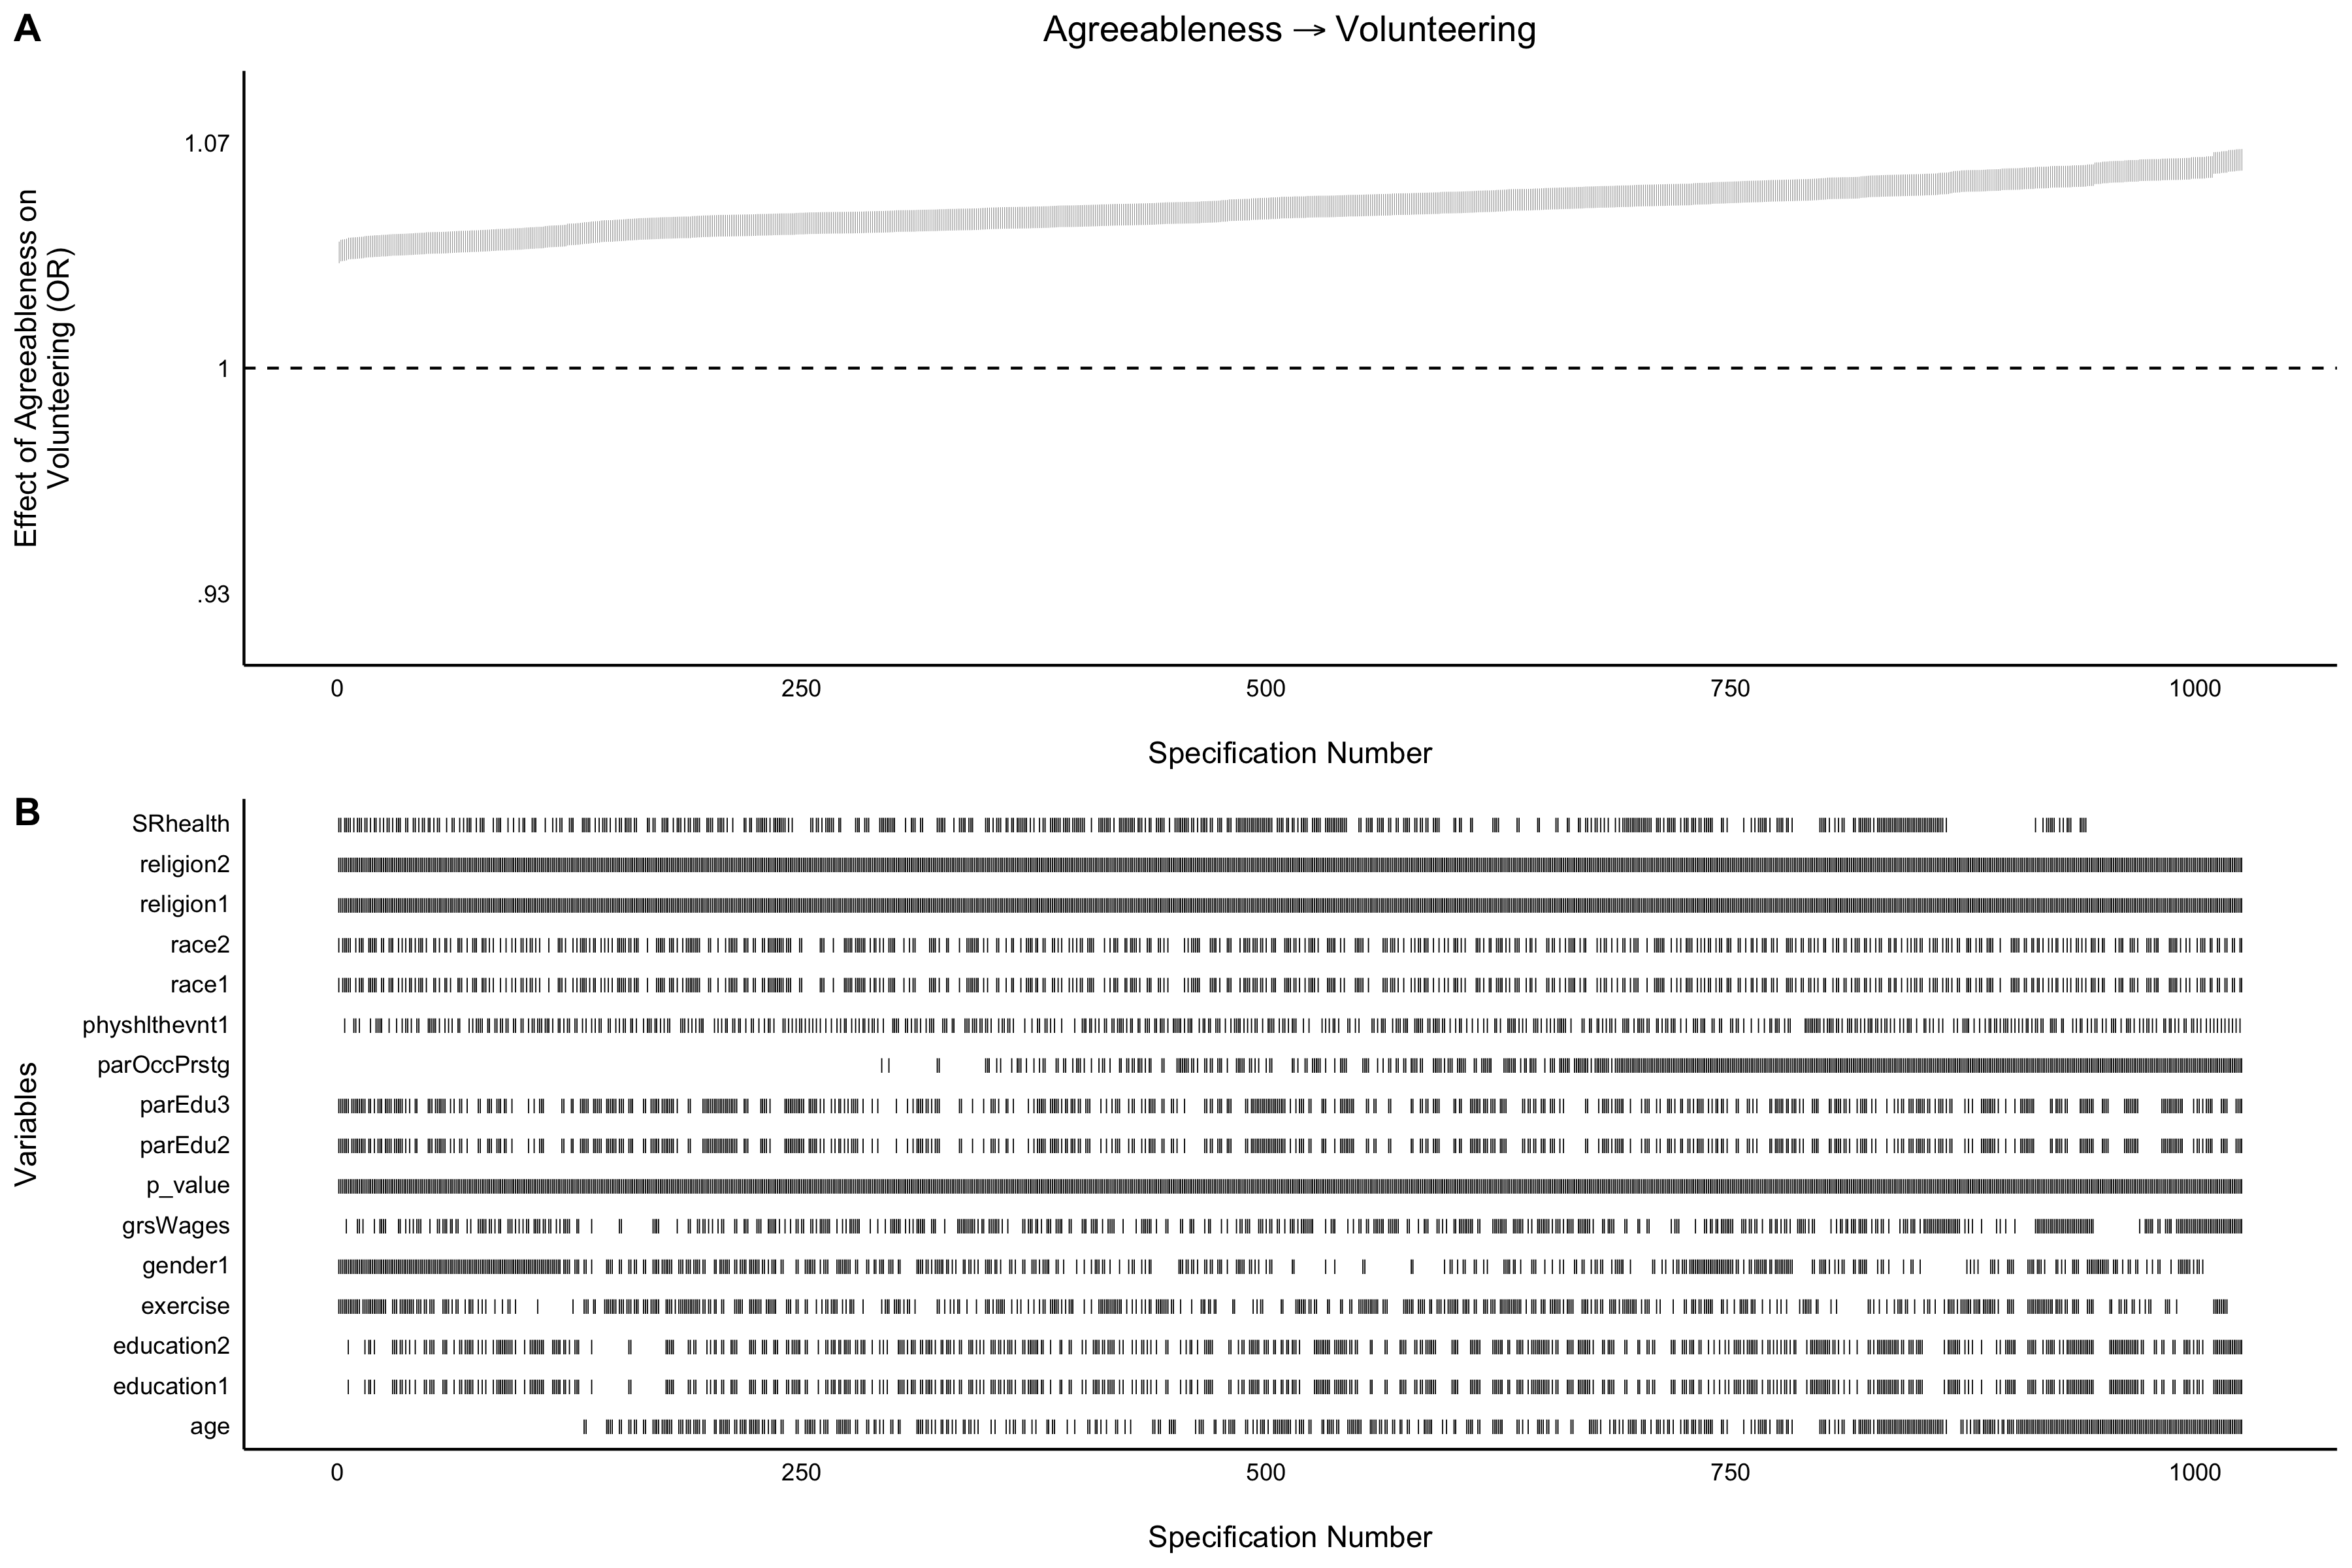 A
Agreeableness → Volunteering
Effect of Agreeableness on
Volunteering (OR)
1.07
1
.93
0 250 500 750 1000
Specification Number
B
Variables
SRhealth
religion2
religion1
race2
race1
physhlthevnt1
parOccPrstg
parEdu3
parEdu2
p_value
grsWages
gender1
exercise
education2
education1
age
0 250 500 750 1000
Specification Number